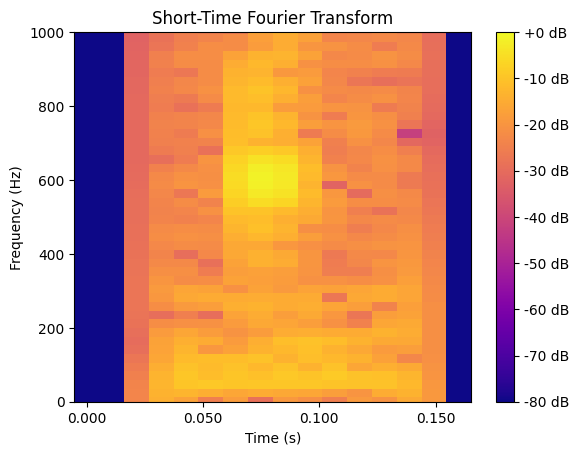 Short-Time Fourier Transform
1000
800
600
400
200
0
Frequency (Hz)
0.000
0.050
0.100
0.150
Time (s)
+0 dB
-10 dB
-20 dB
-30 dB
-40 dB
-50 dB
-60 dB
-70 dB
-80 dB